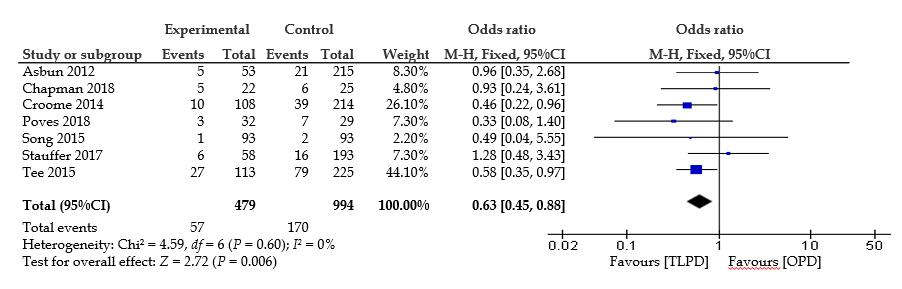 Experimental Control Odds ratio Odds ratio
Study or subgroup Events Total Events Total Weight M-H, Fixed, 95%CI M-H, Fixed, 95%CI
Asbun 2012 5 53 21 215 8.30% 0.96 [0.35, 2.68]
Chapman 2018 5 22 6 25 4.80% 0.93 [0.24, 3.61]
Croome 2014 10 108 39 214 26.10% 0.46 [0.22, 0.96]
Poves 2018 3 32 7 29 7.10% 0.33 [0.08, 1.40]
Song 2015 1 93 2 93 2.20% 0.49 [0.04, 5.55]
Stauffer 2017 6 58 16 193 7.30% 1.28 [0.48, 3.43]
Tee 2015 27 113 79 225 44.10% 0.58 [0.35, 0.97]
Total (95%CI) 479 994 100.00% 0.63 [0.45, 0.88]
Total events 57 170
Heterogeneity: Chi² = 4.59, df = 6 (P = 0.60); I² = 0%
Test for overall effect: Z = 2.72 (P = 0.006)
0.02 0.1 1 10 50
Favours [TLPD] Favours [OPD]